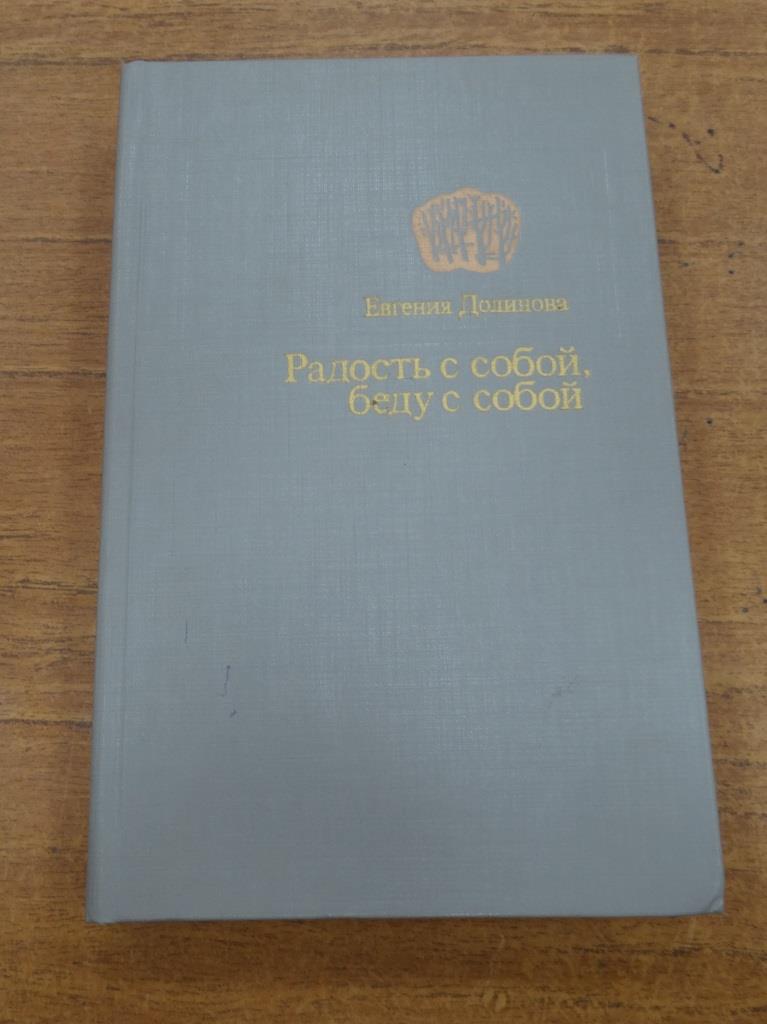 Евгения Долинова
Радость с собой,
беду с собой